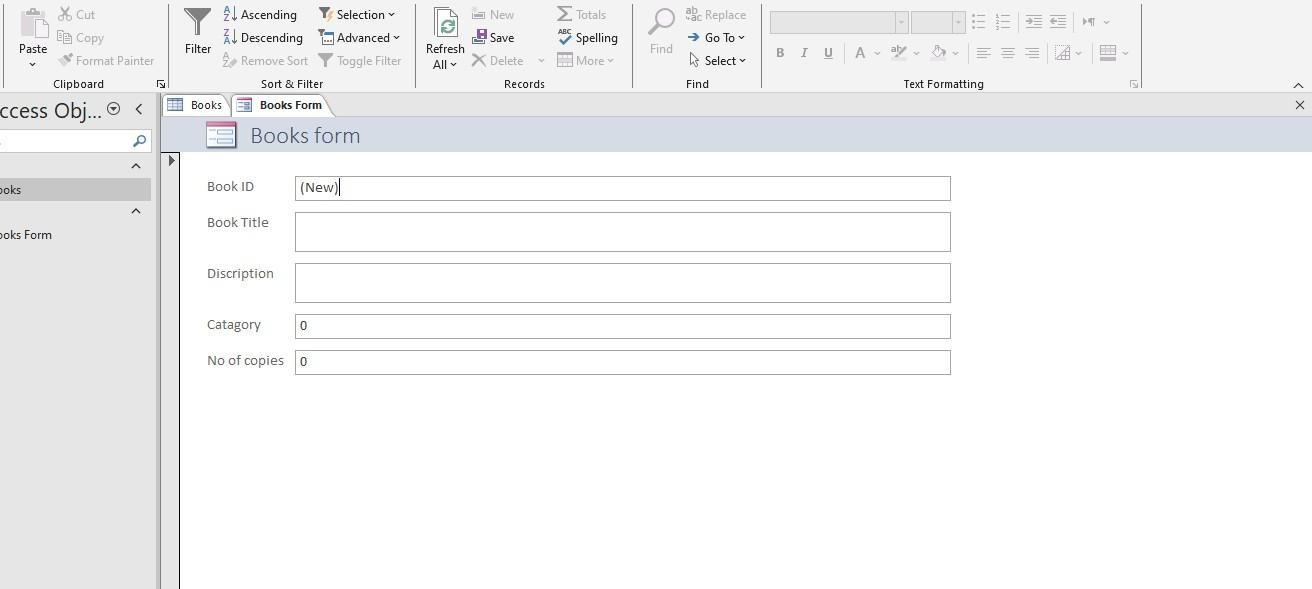 Paste
Cut
Copy
Format Painter
Clipboard
Filter
Ascending
Descending
Remove Sort
Selection
Advanced
Toggle Filter
Sort & Filter
Refresh
All
New
Save
Delete
Totals
Spelling
More
Records
Find
Replace
Go To
Select
Find
B I U A
Text Formatting
ccess Obj...
ooks
ooks Form
Books
Books Form
Books form
Book ID (New)
Book Title
Discription
Catagory 0
No of copies 0